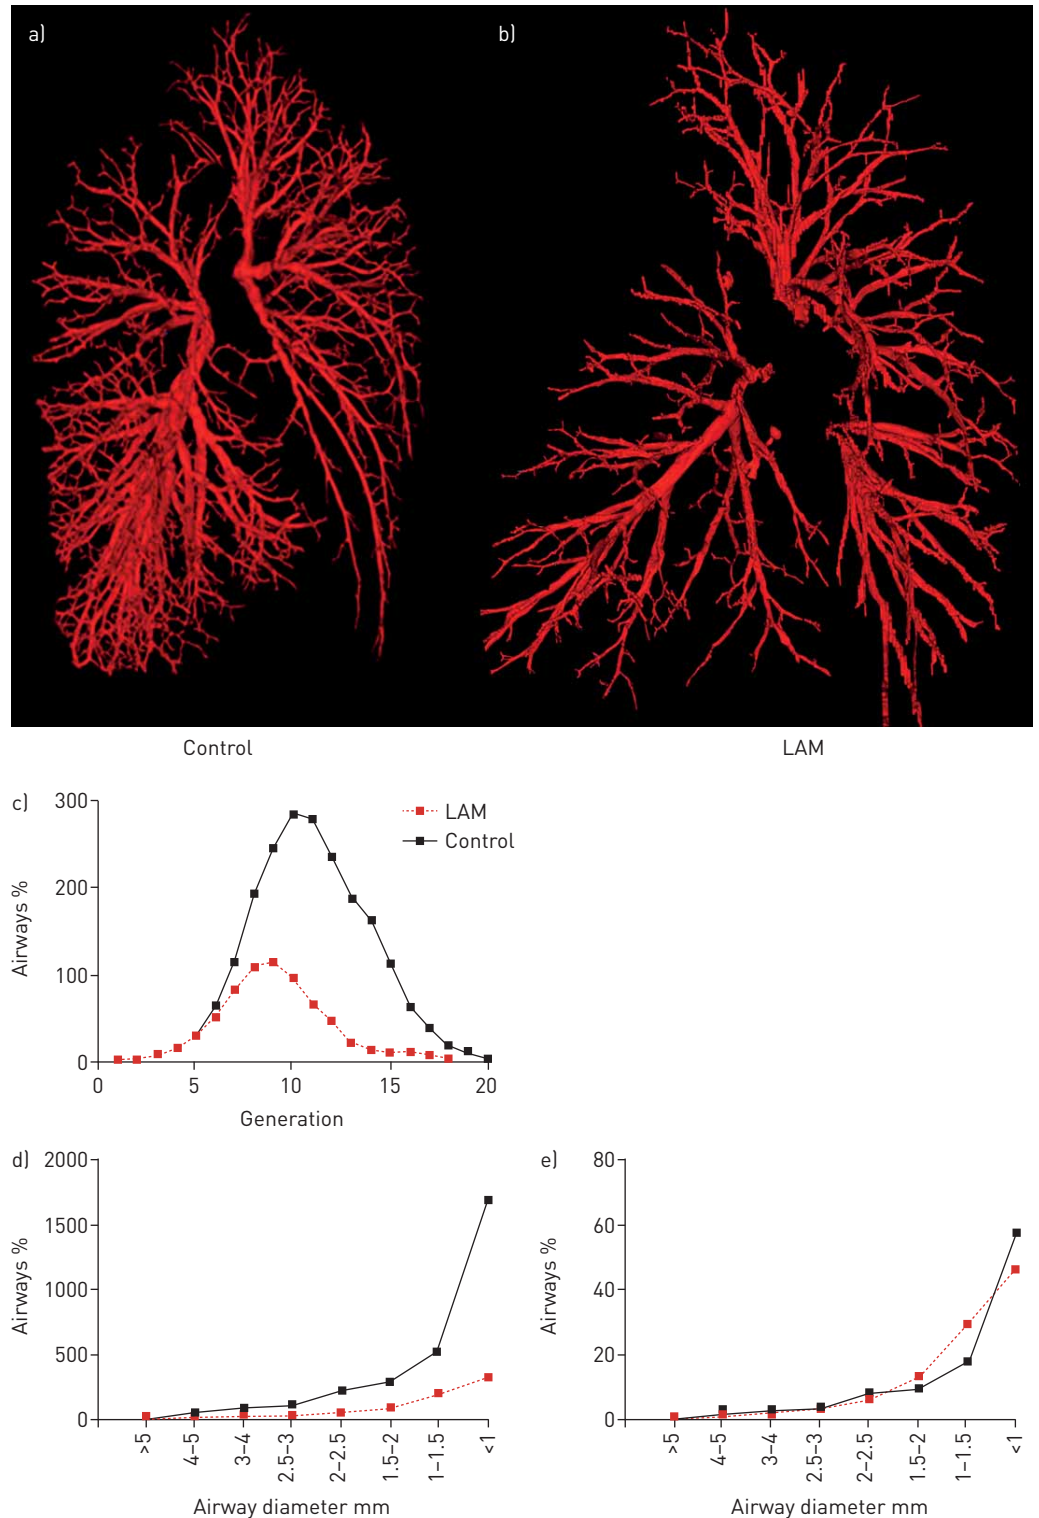 a)
b)
Control
LAM
c)
300
200
100
0
Airways %
LAM
Control
0
5
10
15
20
Generation
d)
2000
1500
1000
500
0
Airways %
>5
4–5
3–4
2.5–3
2–2.5
1.5–2
1–1.5
<1
Airway diameter mm
e)
80
60
40
20
0
Airways %
>5
4–5
3–4
2.5–3
2–2.5
1.5–2
1–1.5
<1
Airway diameter mm